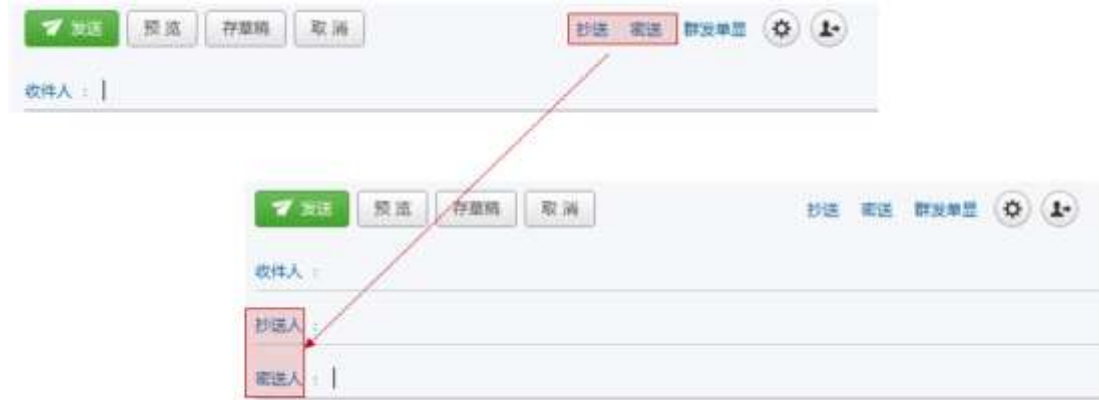 发送 预览 存草稿 取消 抄送 密送 群发单显
收件人：
发送 预览 存草稿 取消 抄送 密送 群发单显
收件人：
抄送人：
密送人：